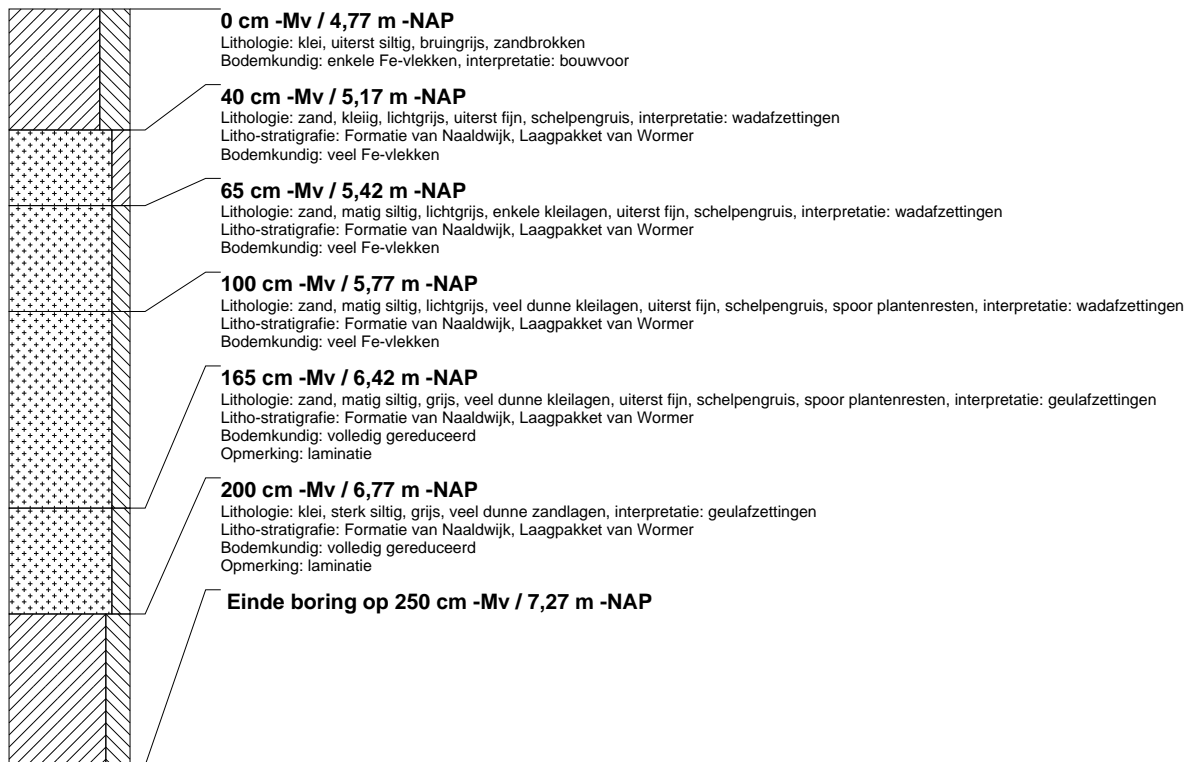 0 cm -Mv / 4,77 m -NAP
Lithologie: klei, uiterst siltig, bruingrijs, zandbrokken
Bodemkundig: enkele Fe-vlekken, interpretatie: bouwvoor
40 cm -Mv / 5,17 m -NAP
Lithologie: zand, kleiig, lichtgrijs, uiterst fijn, schelpengruis, interpretatie: wadafzettingen
Litho-stratigrafie: Formatie van Naaldwijk, Laagpakket van Wormer
Bodemkundig: veel Fe-vlekken
65 cm -Mv / 5,42 m -NAP
Lithologie: zand, matig siltig, lichtgrijs, enkele kleilagen, uiterst fijn, schelpengruis, interpretatie: wadafzettingen
Litho-stratigrafie: Formatie van Naaldwijk, Laagpakket van Wormer
Bodemkundig: veel Fe-vlekken
100 cm -Mv / 5,77 m -NAP
Lithologie: zand, matig siltig, lichtgrijs, veel dunne kleilagen, uiterst fijn, schelpengruis, spoor plantenresten, interpretatie: wadafzettingen
Litho-stratigrafie: Formatie van Naaldwijk, Laagpakket van Wormer
Bodemkundig: veel Fe-vlekken
165 cm -Mv / 6,42 m -NAP
Lithologie: zand, matig siltig, grijs, veel dunne kleilagen, uiterst fijn, schelpengruis, spoor plantenresten, interpretatie: geulafzettingen
Litho-stratigrafie: Formatie van Naaldwijk, Laagpakket van Wormer
Bodemkundig: volledig gereduceerd
Opmerking: laminatie
200 cm -Mv / 6,77 m -NAP
Lithologie: klei, sterk siltig, grijs, veel dunne zandlagen, interpretatie: geulafzettingen
Litho-stratigrafie: Formatie van Naaldwijk, Laagpakket van Wormer
Bodemkundig: volledig gereduceerd
Opmerking: laminatie
Einde boring op 250 cm -Mv / 7,27 m -NAP